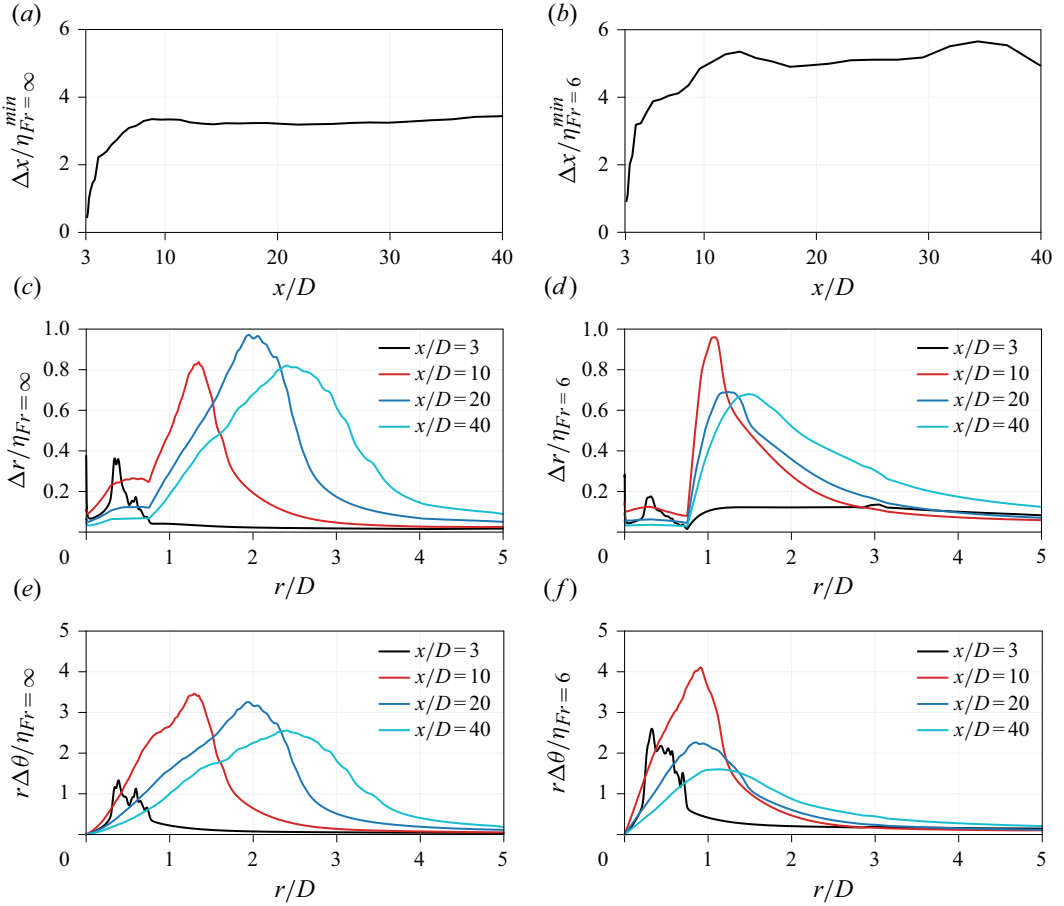 (a)
Δx/η^{min}_{Fr = ∞}
6
4
2
0
3 10 20 30 40
x/D
(b)
Δx/η^{min}_{Fr = 6}
6
4
2
0
3 10 20 30 40
x/D
(c)
Δr/η_{Fr = ∞}
1.0
0.8
0.6
0.4
0.2
0 1 2 3 4 5
r/D
x/D = 3
x/D = 10
x/D = 20
x/D = 40
(d)
Δr/η_{Fr = 6}
1.0
0.8
0.6
0.4
0.2
0 1 2 3 4 5
r/D
x/D = 3
x/D = 10
x/D = 20
x/D = 40
(e)
rΔθ/η_{Fr = ∞}
5
4
3
2
1
0 1 2 3 4 5
r/D
x/D = 3
x/D = 10
x/D = 20
x/D = 40
(f)
rΔθ/η_{Fr = 6}
5
4
3
2
1
0 1 2 3 4 5
r/D
x/D = 3
x/D = 10
x/D = 20
x/D = 40